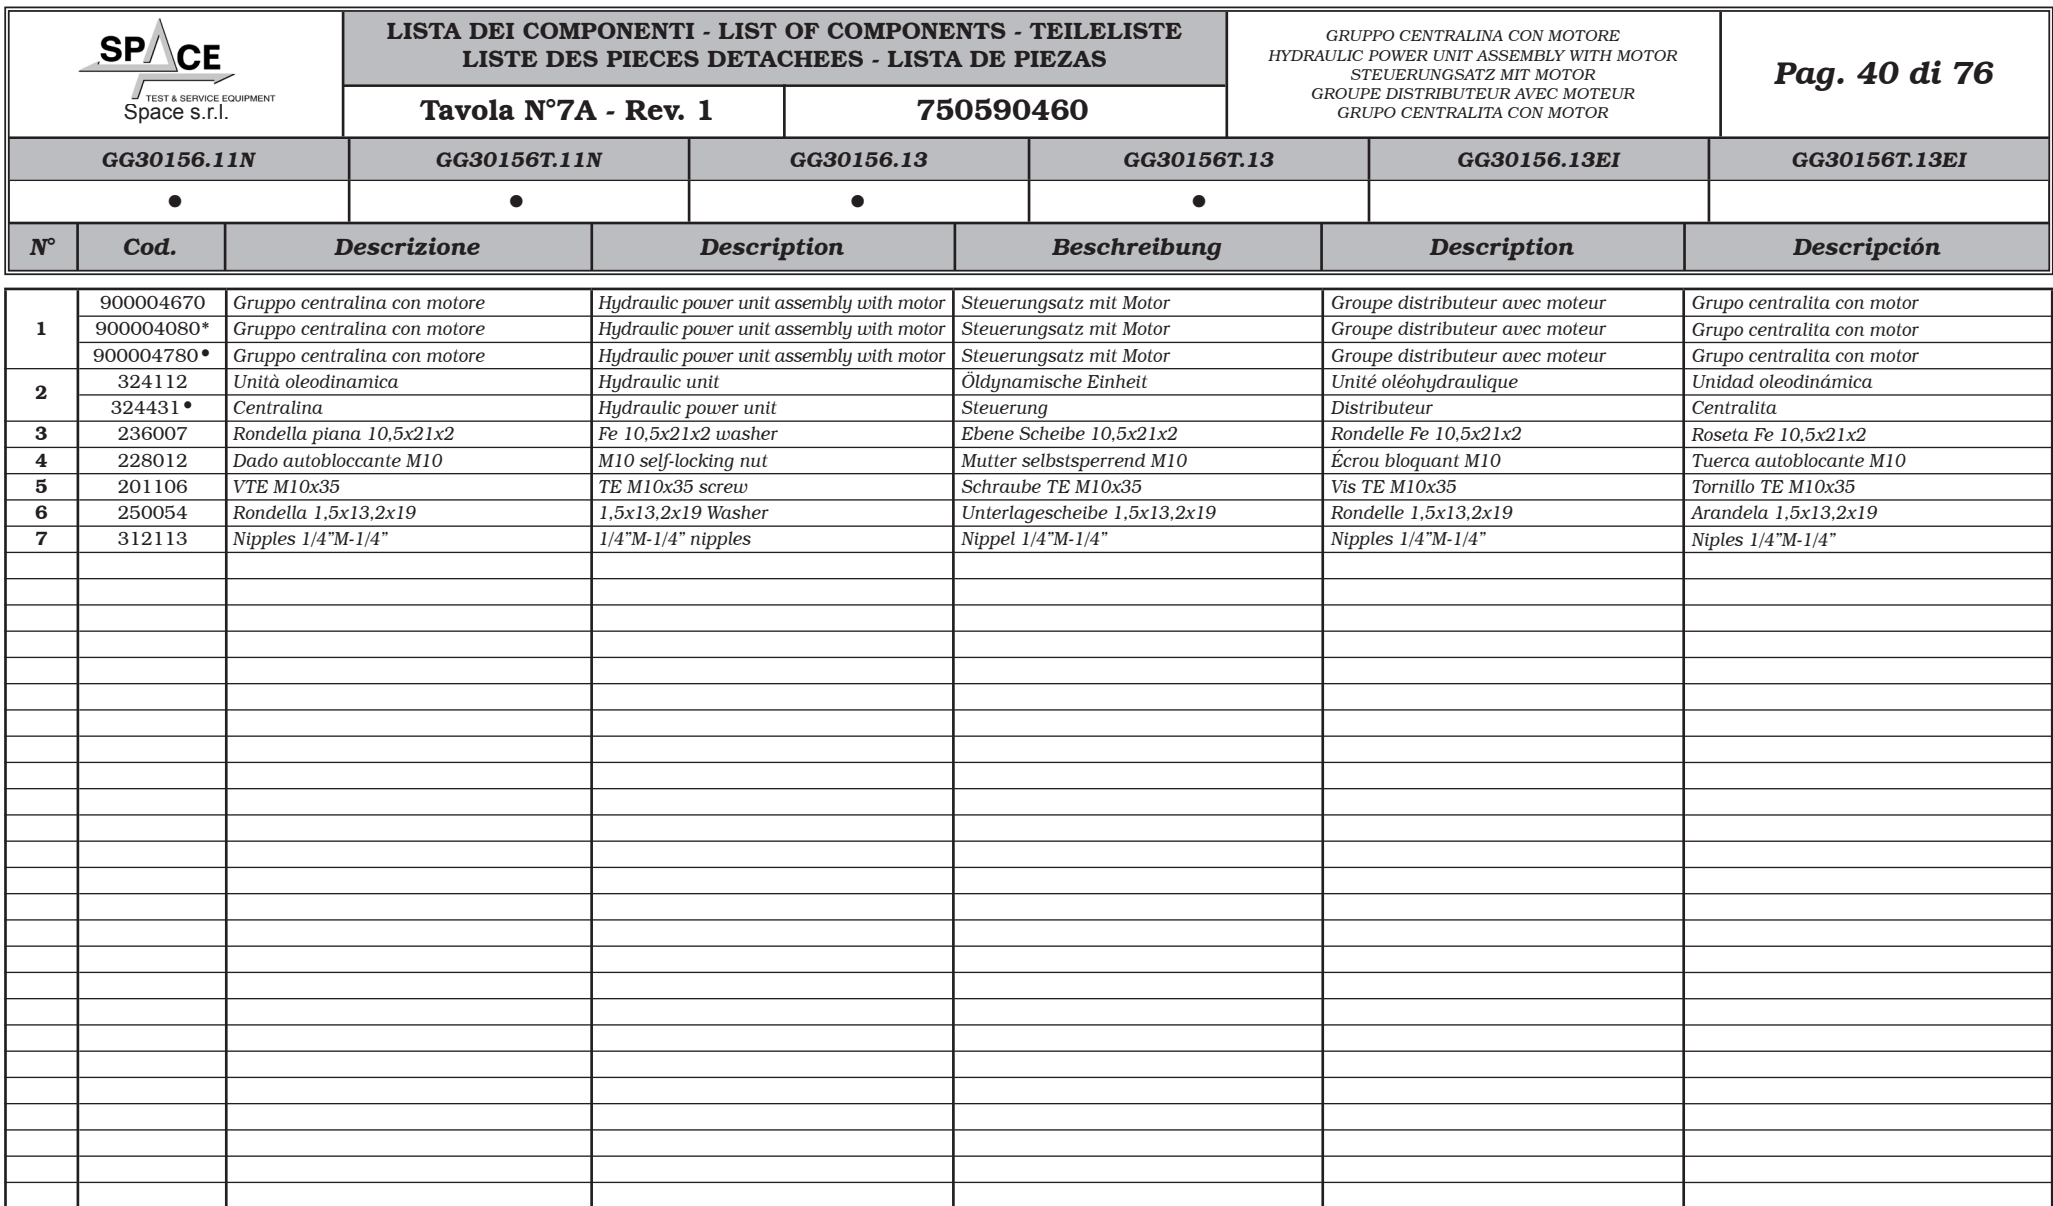 SPACE
TEST & SERVICE EQUIPMENT
Space s.r.l.
LISTA DEI COMPONENTI - LIST OF COMPONENTS - TEILELISTE
LISTE DES PIECES DETACHEES - LISTA DE PIEZAS
Tavola N°7A - Rev. 1 750590460
GRUPPO CENTRALINA CON MOTORE
HYDRAULIC POWER UNIT ASSEMBLY WITH MOTOR
STEUERUNGSATZ MIT MOTOR
GROUPE DISTRIBUTEUR AVEC MOTEUR
GRUPO CENTRALITA CON MOTOR
Pag. 40 di 76
GG30156.11N GG30156T.11N GG30156.13 GG30156T.13 GG30156.13EI GG30156T.13EI
● ● ● ●
N° Cod. Descrizione Description Beschreibung Description Descripción
900004670 Gruppo centralina con motore Hydraulic power unit assembly with motor Steuerungsatz mit Motor Groupe distributeur avec moteur Grupo centralita con motor
1 900004080* Gruppo centralina con motore Hydraulic power unit assembly with motor Steuerungsatz mit Motor Groupe distributeur avec moteur Grupo centralita con motor
900004780● Gruppo centralina con motore Hydraulic power unit assembly with motor Steuerungsatz mit Motor Groupe distributeur avec moteur Grupo centralita con motor
2 324112 Unità oleodinamica Hydraulic unit Öldynamische Einheit Unité oléohydraulique Unidad oleodinámica
324431● Centralina Hydraulic power unit Steuerung Distributeur Centralita
3 236007 Rondella piana 10,5x21x2 Fe 10,5x21x2 washer Ebene Scheibe 10,5x21x2 Rondelle Fe 10,5x21x2 Roseta Fe 10,5x21x2
4 228012 Dado autobloccante M10 M10 self-locking nut Mutter selbstsperrend M10 Écrou bloquant M10 Tuerca autoblocante M10
5 201106 VTE M10x35 TE M10x35 screw Schraube TE M10x35 Vis TE M10x35 Tornillo TE M10x35
6 250054 Rondella 1,5x13,2x19 1,5x13,2x19 Washer Unterlagescheibe 1,5x13,2x19 Rondelle 1,5x13,2x19 Arandela 1,5x13,2x19
7 312113 Nipples 1/4”M-1/4” 1/4”M-1/4” nipples Nippel 1/4”M-1/4” Nipples 1/4”M-1/4” Niples 1/4”M-1/4”